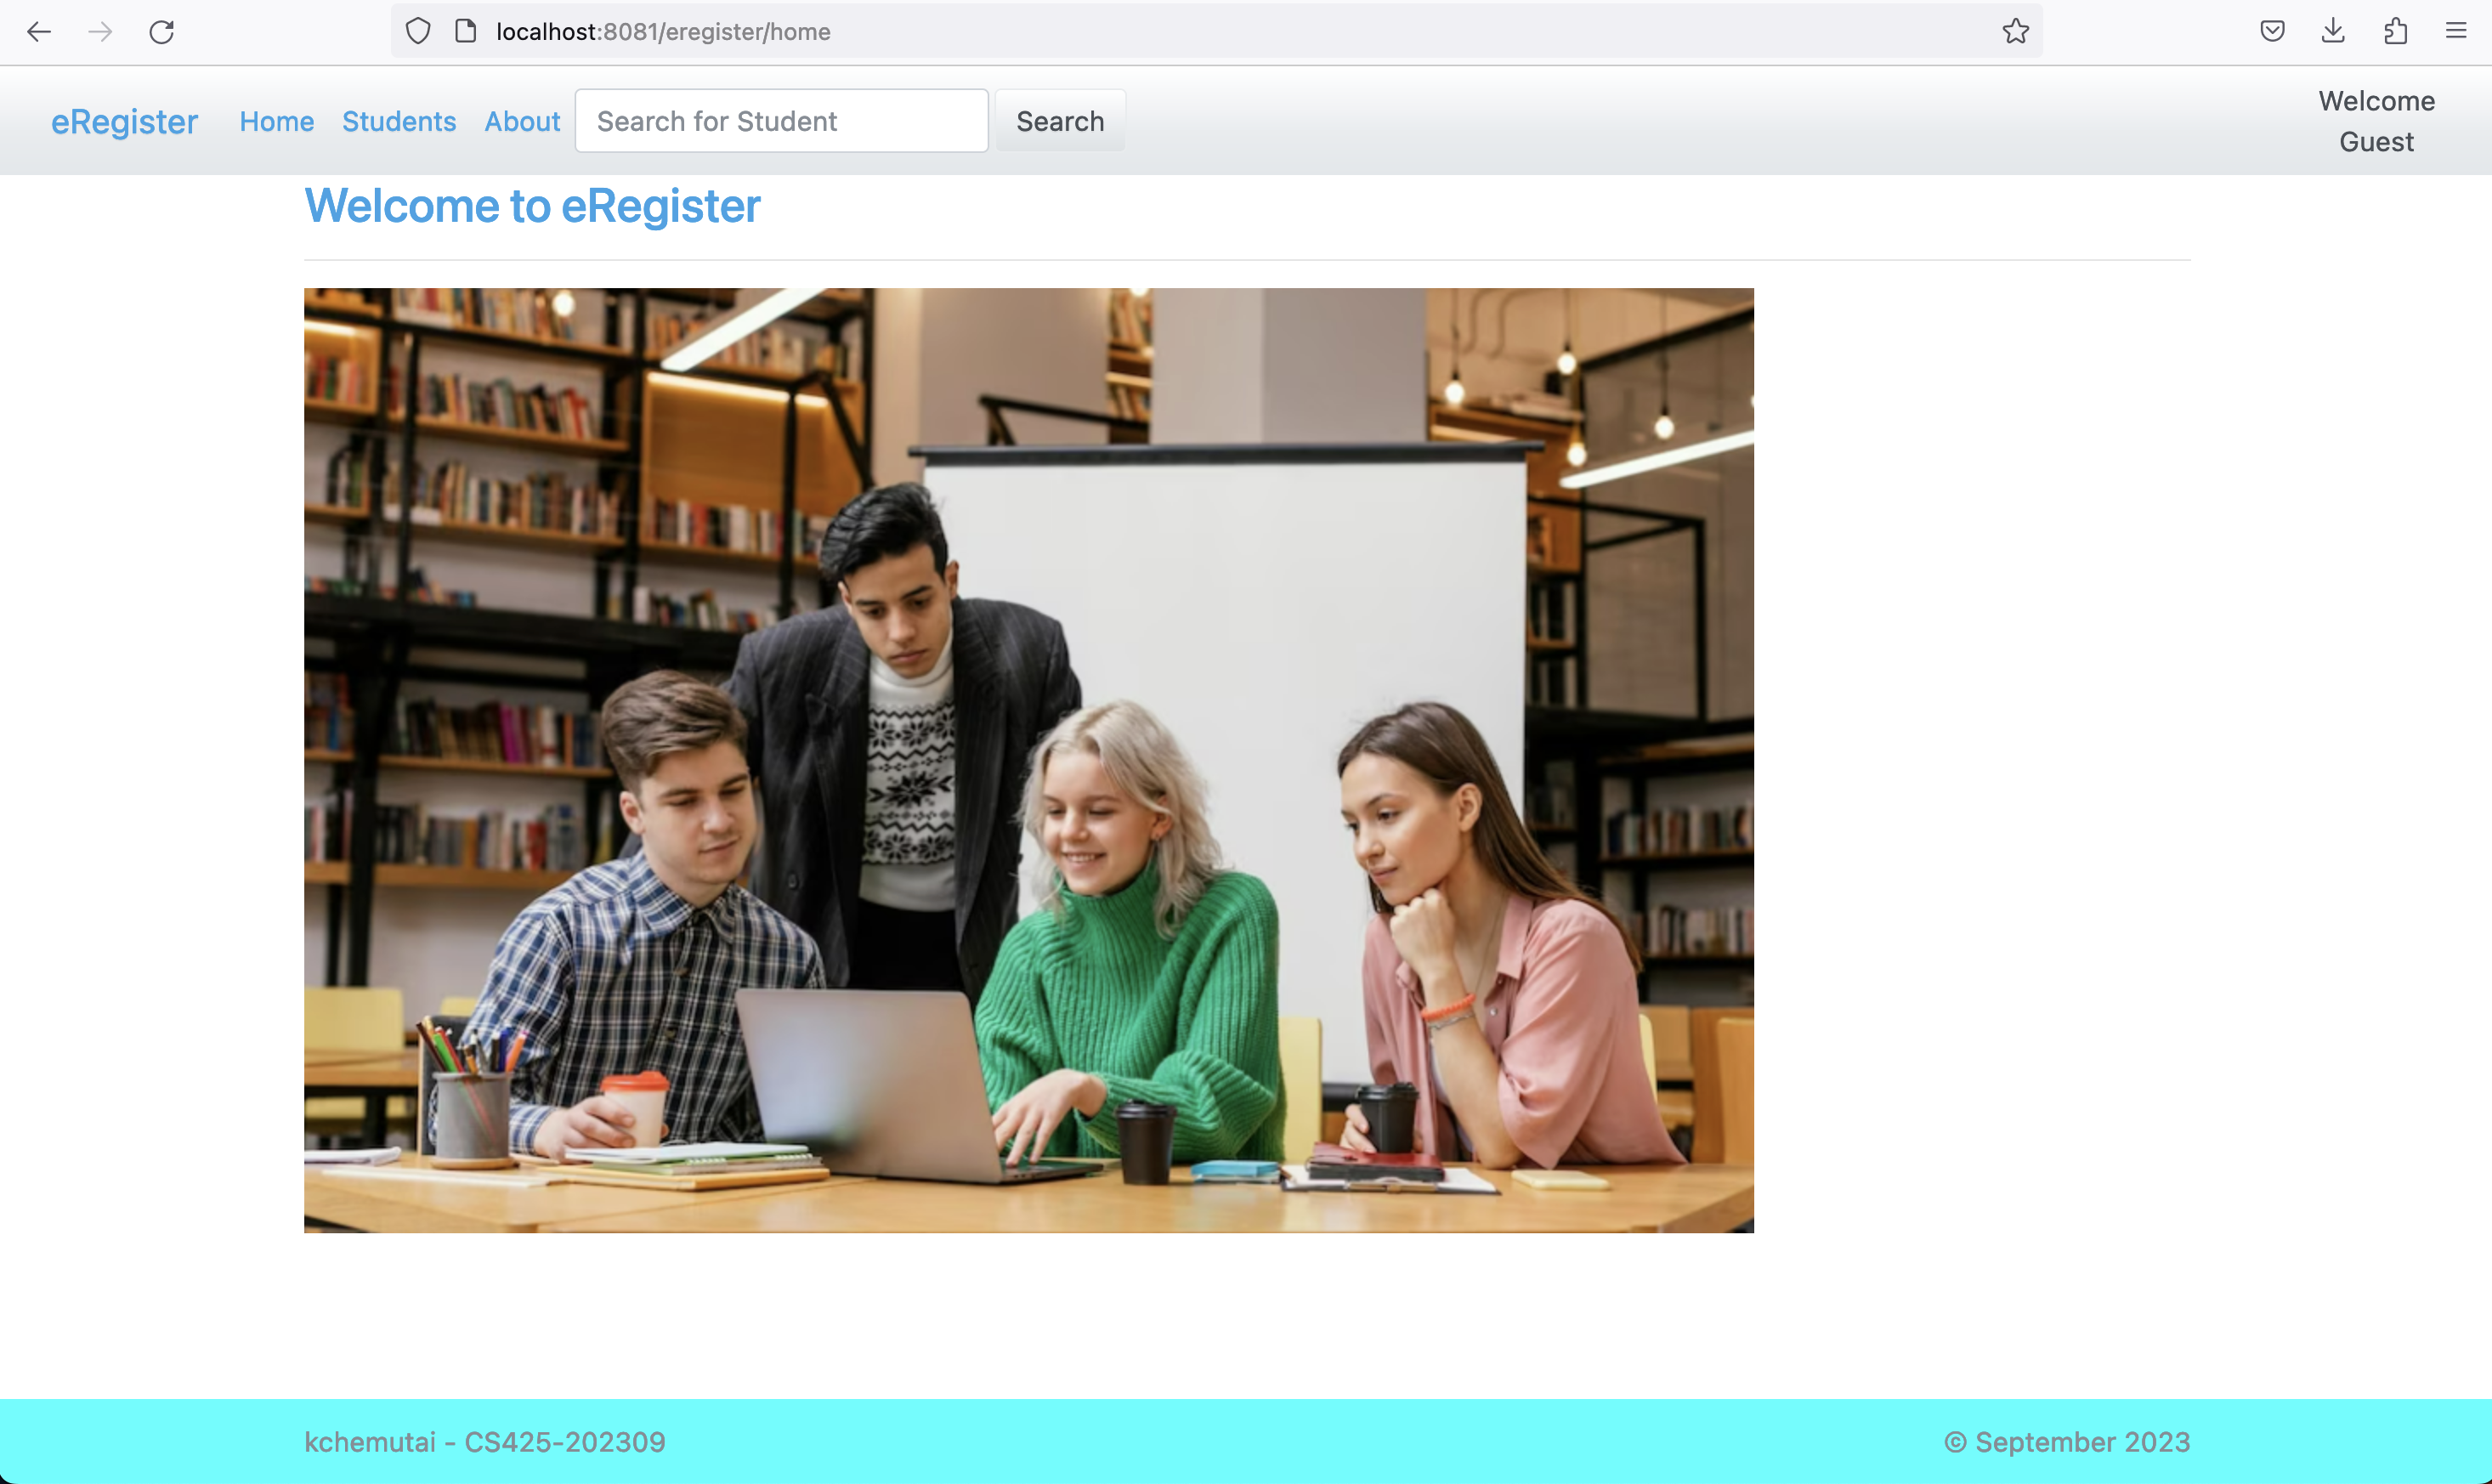 localhost:8081/eregister/home
eRegister Home Students About Search for Student Search
Welcome
Guest
Welcome to eRegister
kchemutai - CS425-202309
© September 2023